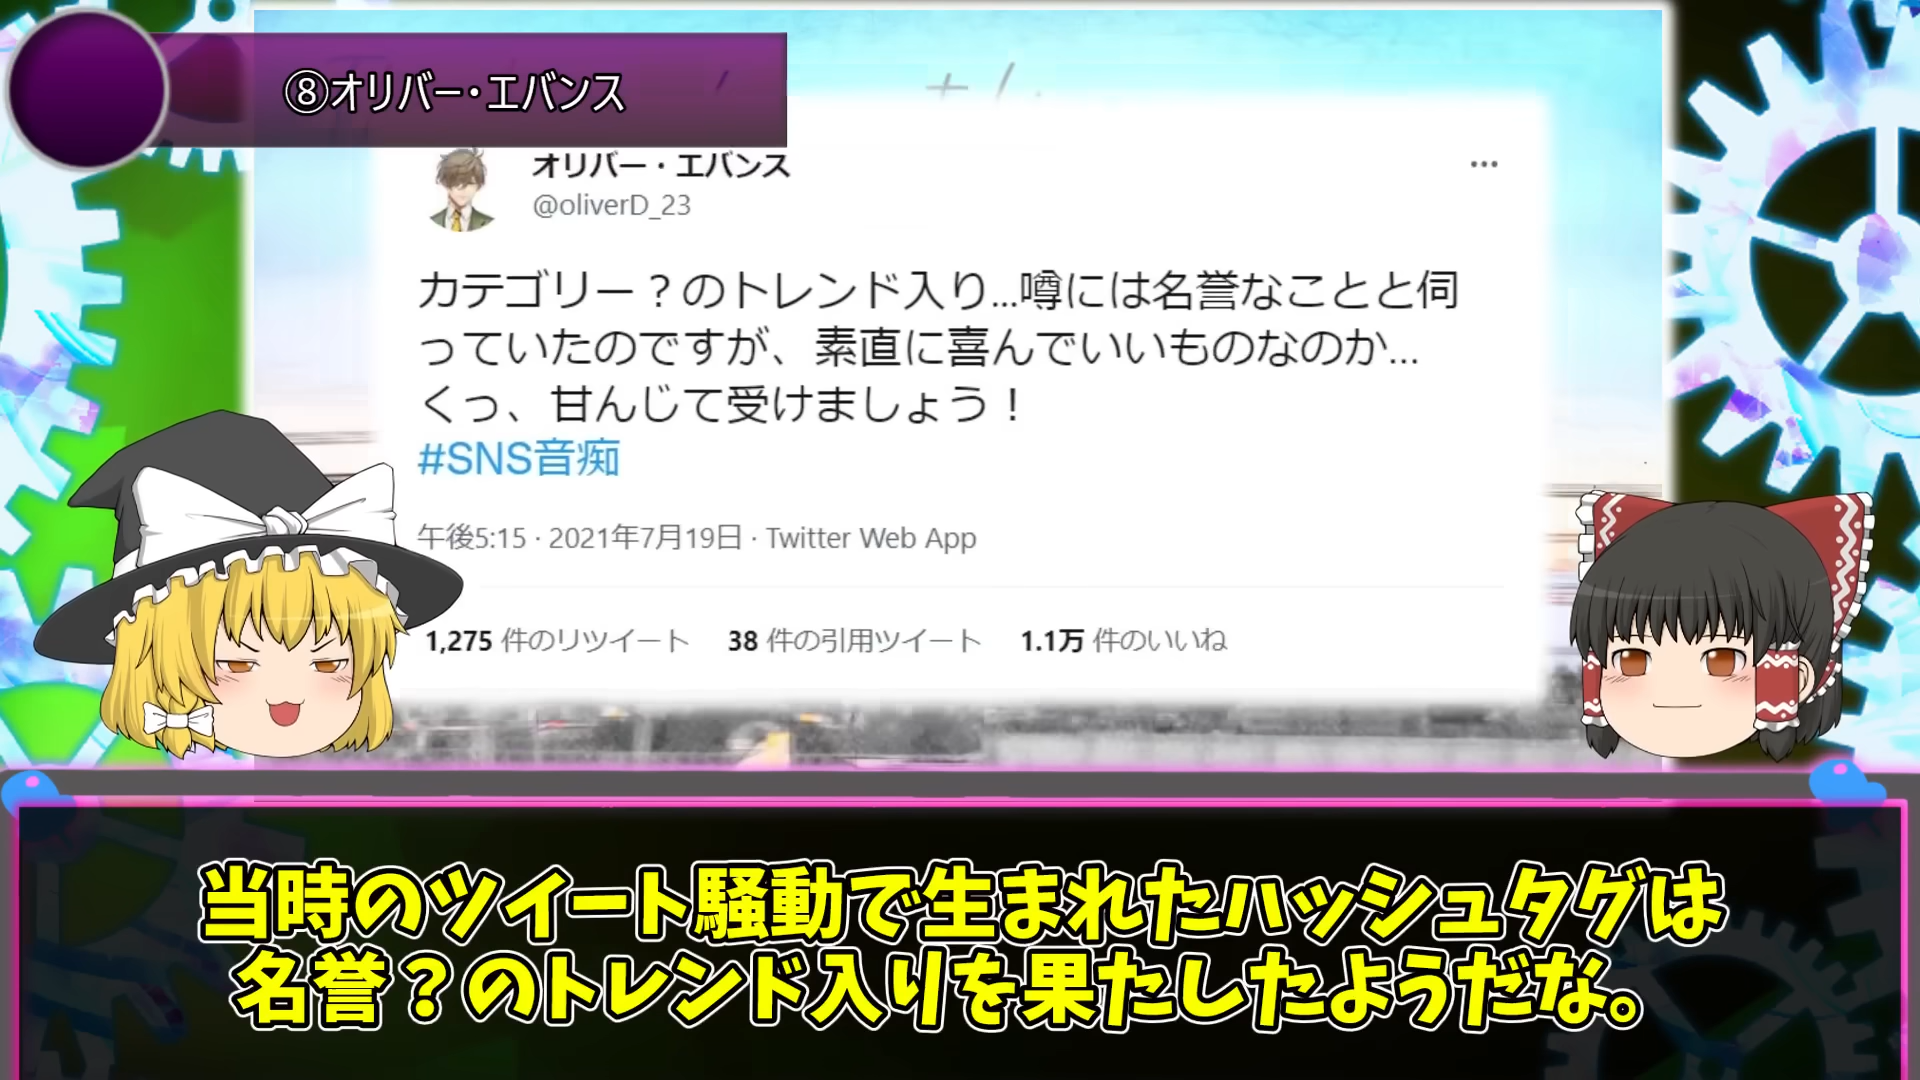 ⑧オリバー・エバンス
オリバー・エバンス
@oliverD_23
カテゴリー？のトレンド入り...噂には名誉なことと伺
っていたのですが、素直に喜んでいいものなのか...
くっ、甘んじて受けましょう！
#SNS音痴
午後5:15 · 2021年7月19日 · Twitter Web App
1,275 件のリツイート 38 件の引用ツイート 1.1万 件のいいね
当時のツイート騒動で生まれたハッシュタグは
名誉？のトレンド入りを果たしたようだな。